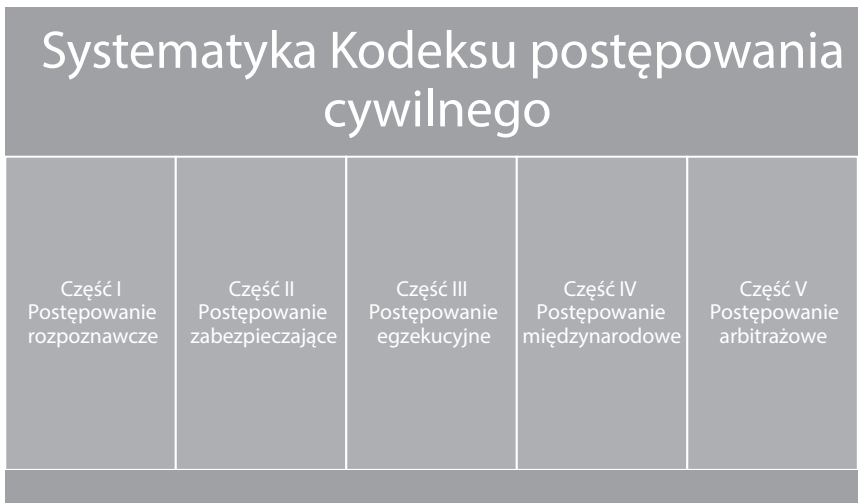 Systematyka Kodeksu postępowania
cywilnego
Część I
Postępowanie
rozpoznawcze
Część II
Postępowanie
zabezpieczające
Część III
Postępowanie
egzekucyjne
Część IV
Postępowanie
międzynarodowe
Część V
Postępowanie
arbitrażowe